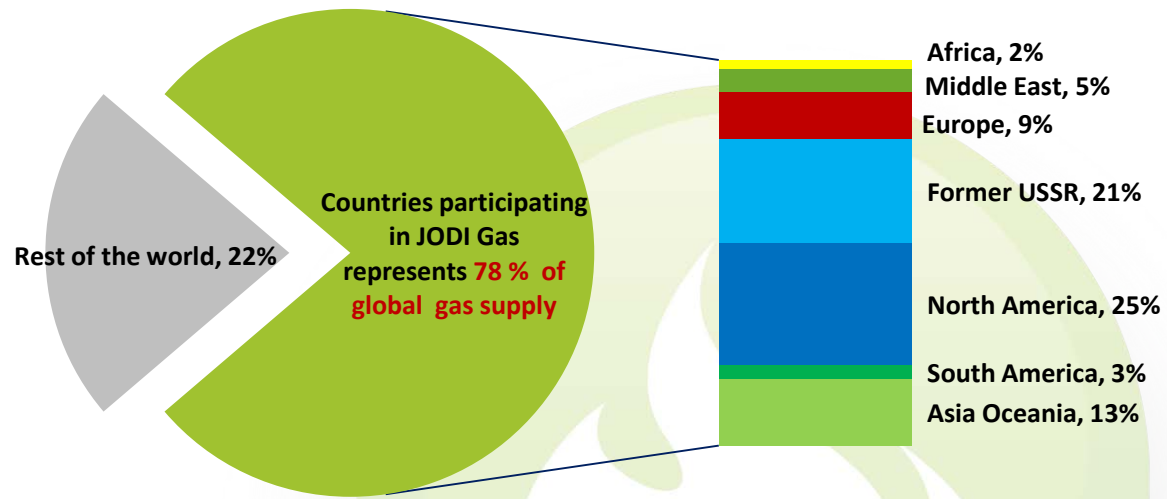 Rest of the world, 22%
Countries participating
in JODI Gas
represents 78 % of
global gas supply
Africa, 2%
Middle East, 5%
Europe, 9%
Former USSR, 21%
North America, 25%
South America, 3%
Asia Oceania, 13%